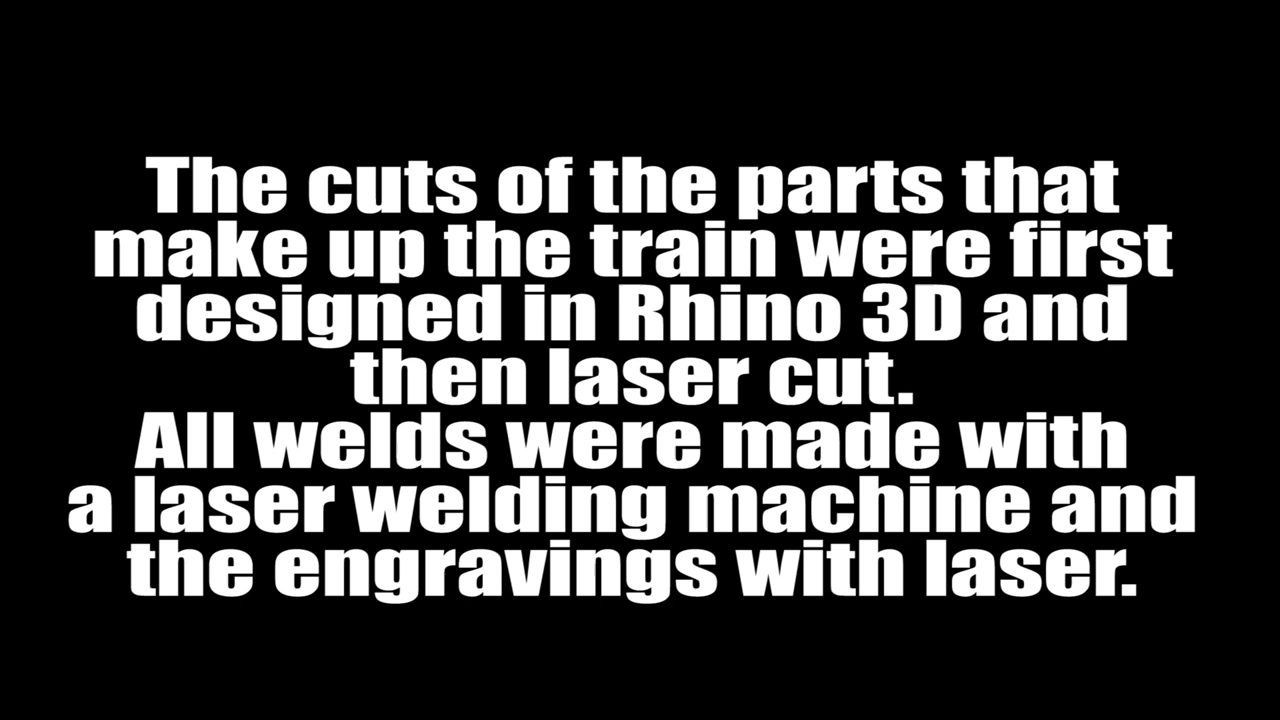 The cuts of the parts that
make up the train were first
designed in Rhino 3D and
then laser cut.
All welds were made with
a laser welding machine and
the engravings with laser.